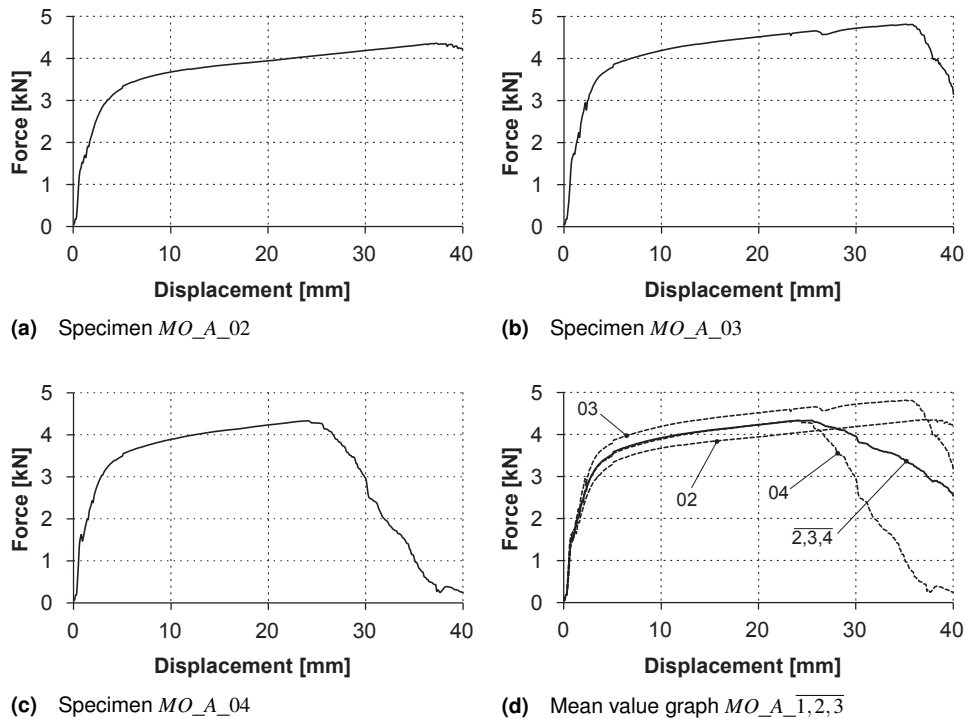 5
4
3
2
1
0
Force [kN]
0 10 20 30 40
Displacement [mm]
(a) Specimen MO_A_02
5
4
3
2
1
0
Force [kN]
0 10 20 30 40
Displacement [mm]
(b) Specimen MO_A_03
5
4
3
2
1
0
Force [kN]
0 10 20 30 40
Displacement [mm]
(c) Specimen MO_A_04
5
4
3
2
1
0
Force [kN]
03
02
04
2,3,4
0 10 20 30 40
Displacement [mm]
(d) Mean value graph MO_A_1,2,3